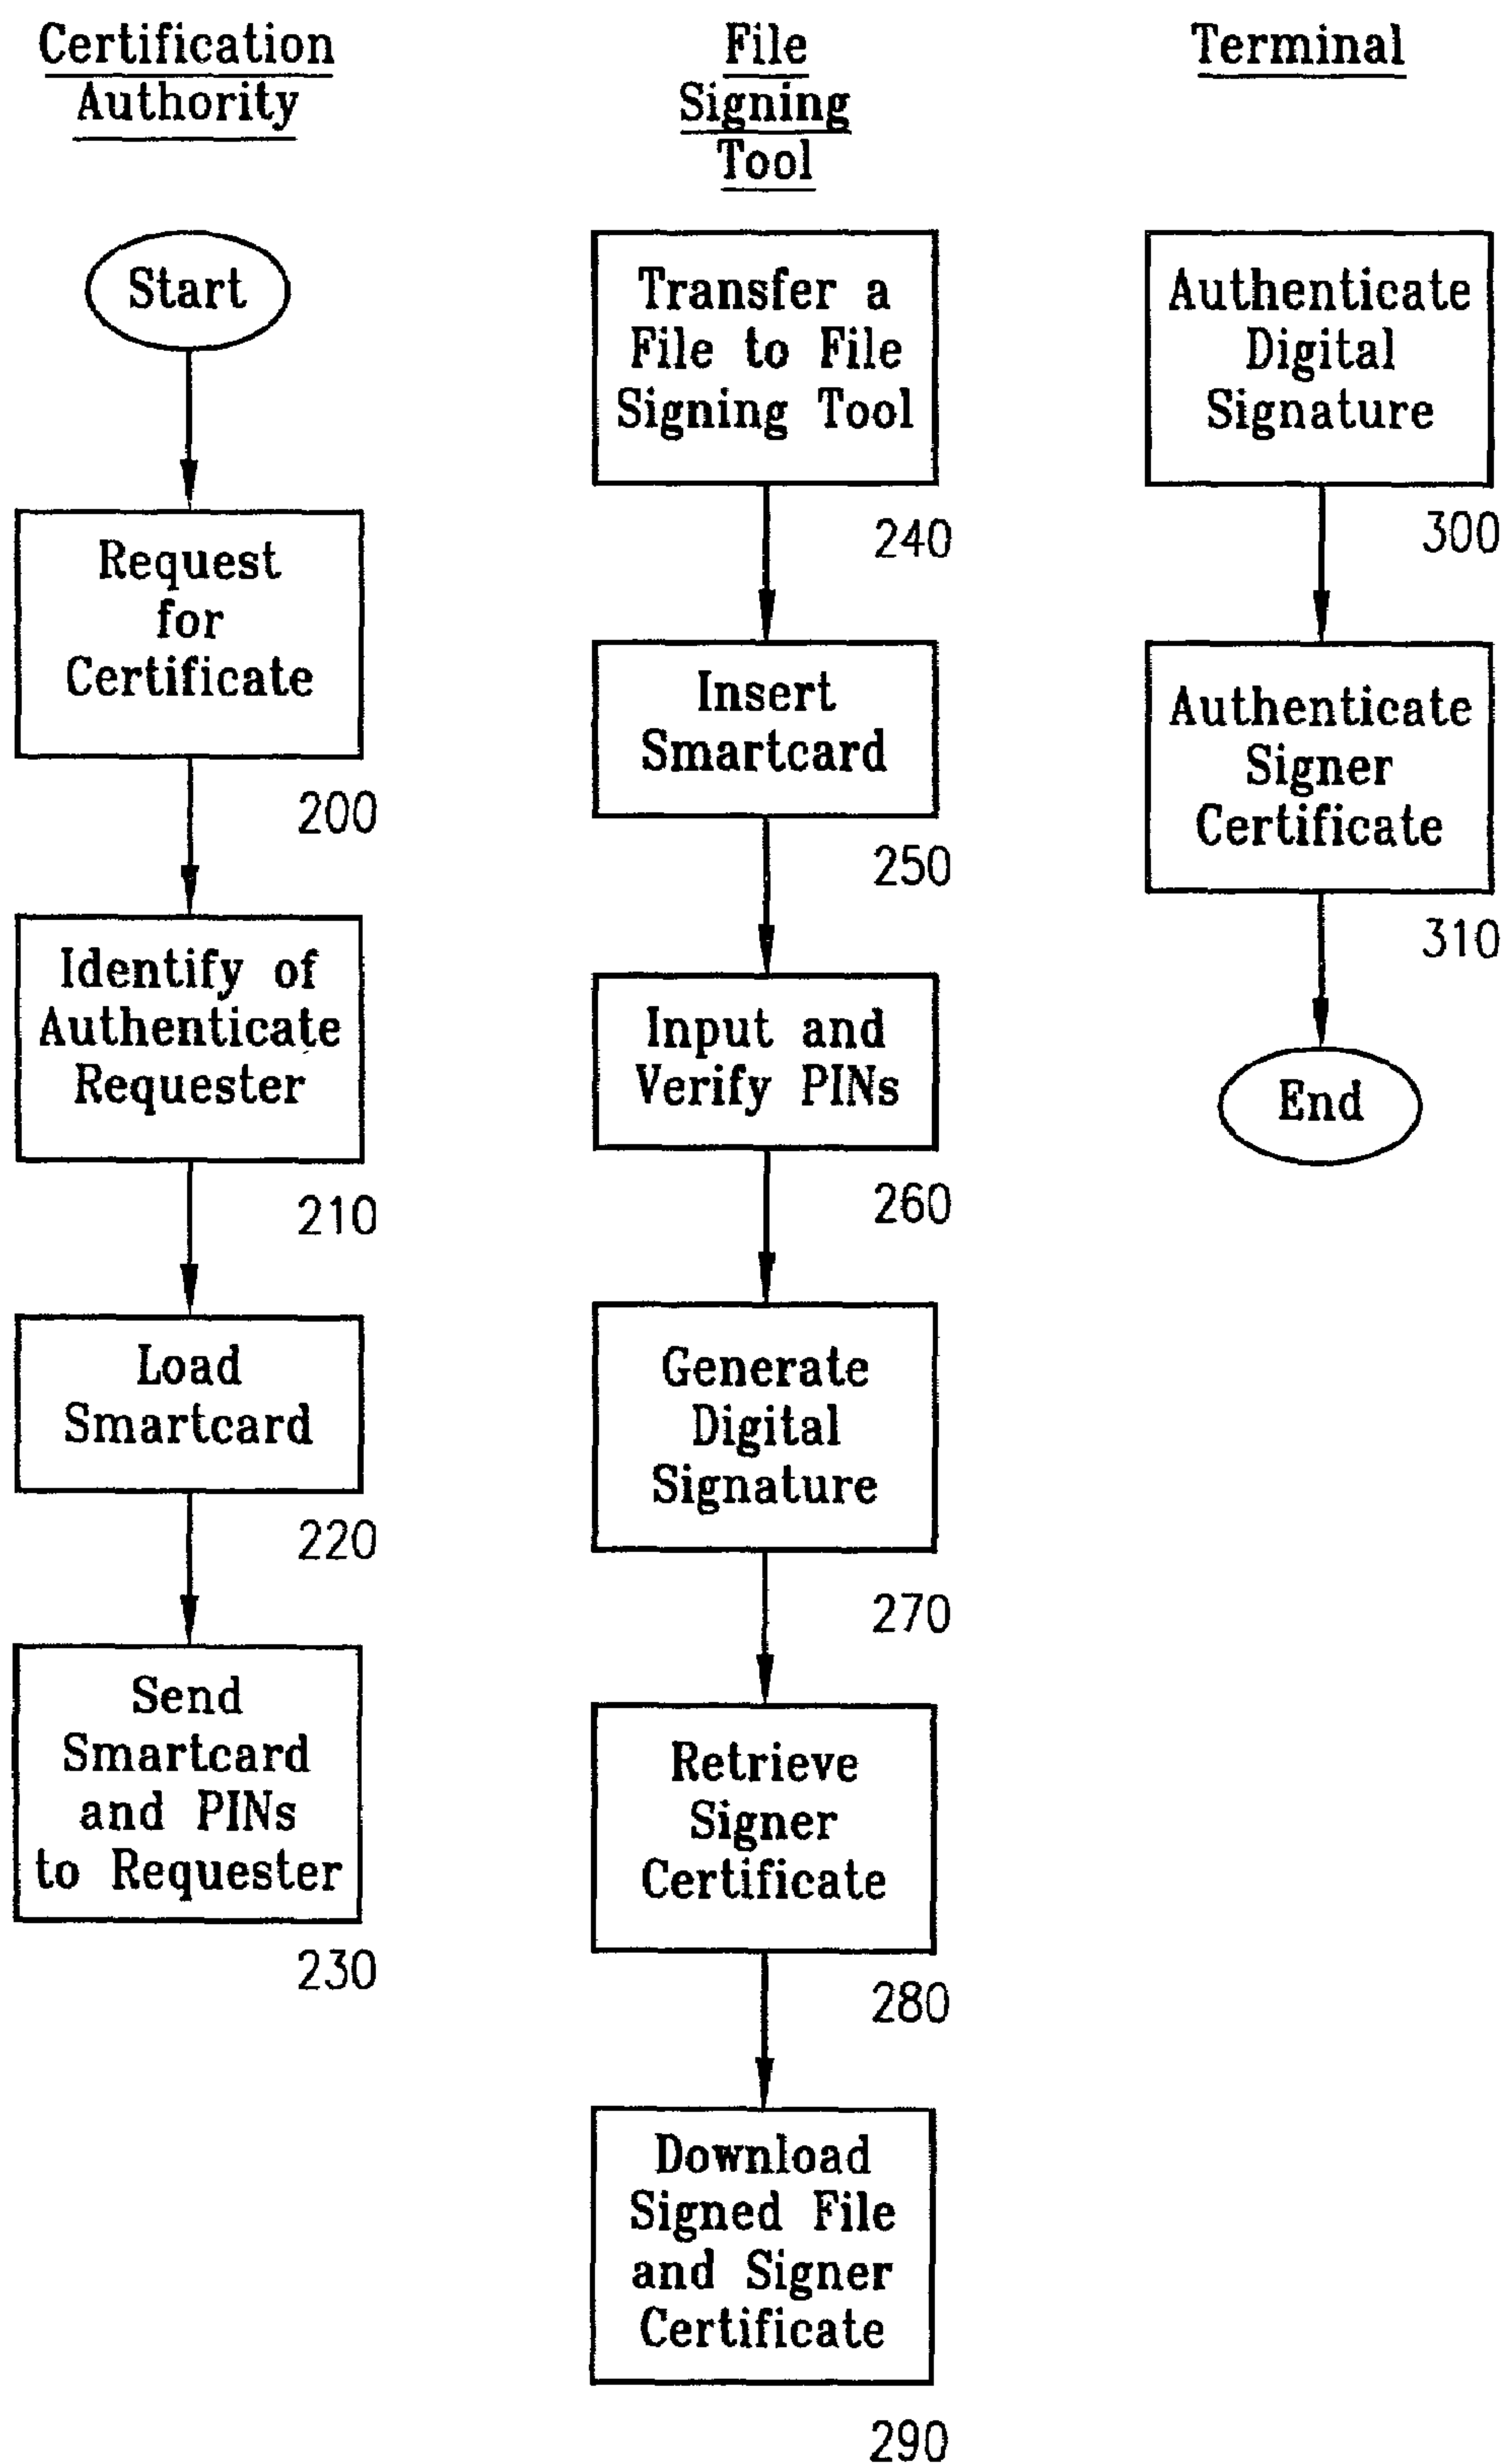 Certification
Authority
Start
Request
for
Certificate
200
Identify of
Authenticate
Requester
210
Load
Smartcard
220
Send
Smartcard
and PINs
to Requester
230
File
Signing
Tool
Transfer a
File to File
Signing Tool
240
Insert
Smartcard
250
Input and
Verify PINs
260
Generate
Digital
Signature
270
Retrieve
Signer
Certificate
280
Download
Signed File
and Signer
Certificate
290
Terminal
Authenticate
Digital
Signature
300
Authenticate
Signer
Certificate
310
End